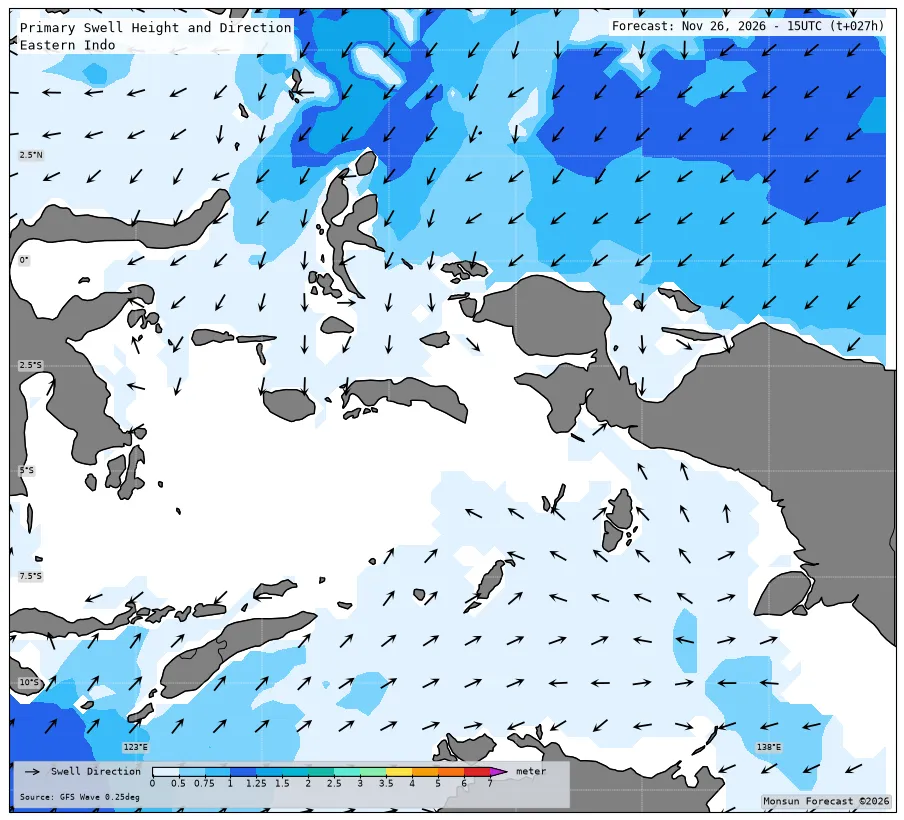 Primary Swell Height and Direction
Eastern Indo
Forecast: Nov 26, 2026 - 15UTC (t+027h)
2.5°N
0°
2.5°S
5°S
7.5°S
10°S
123°E
138°E
Swell Direction
meter
0 0.5 0.75 1 1.25 1.5 2 2.5 3 3.5 4 5 6 7
Source: GFS Wave 0.25deg
Monsun Forecast ©2026